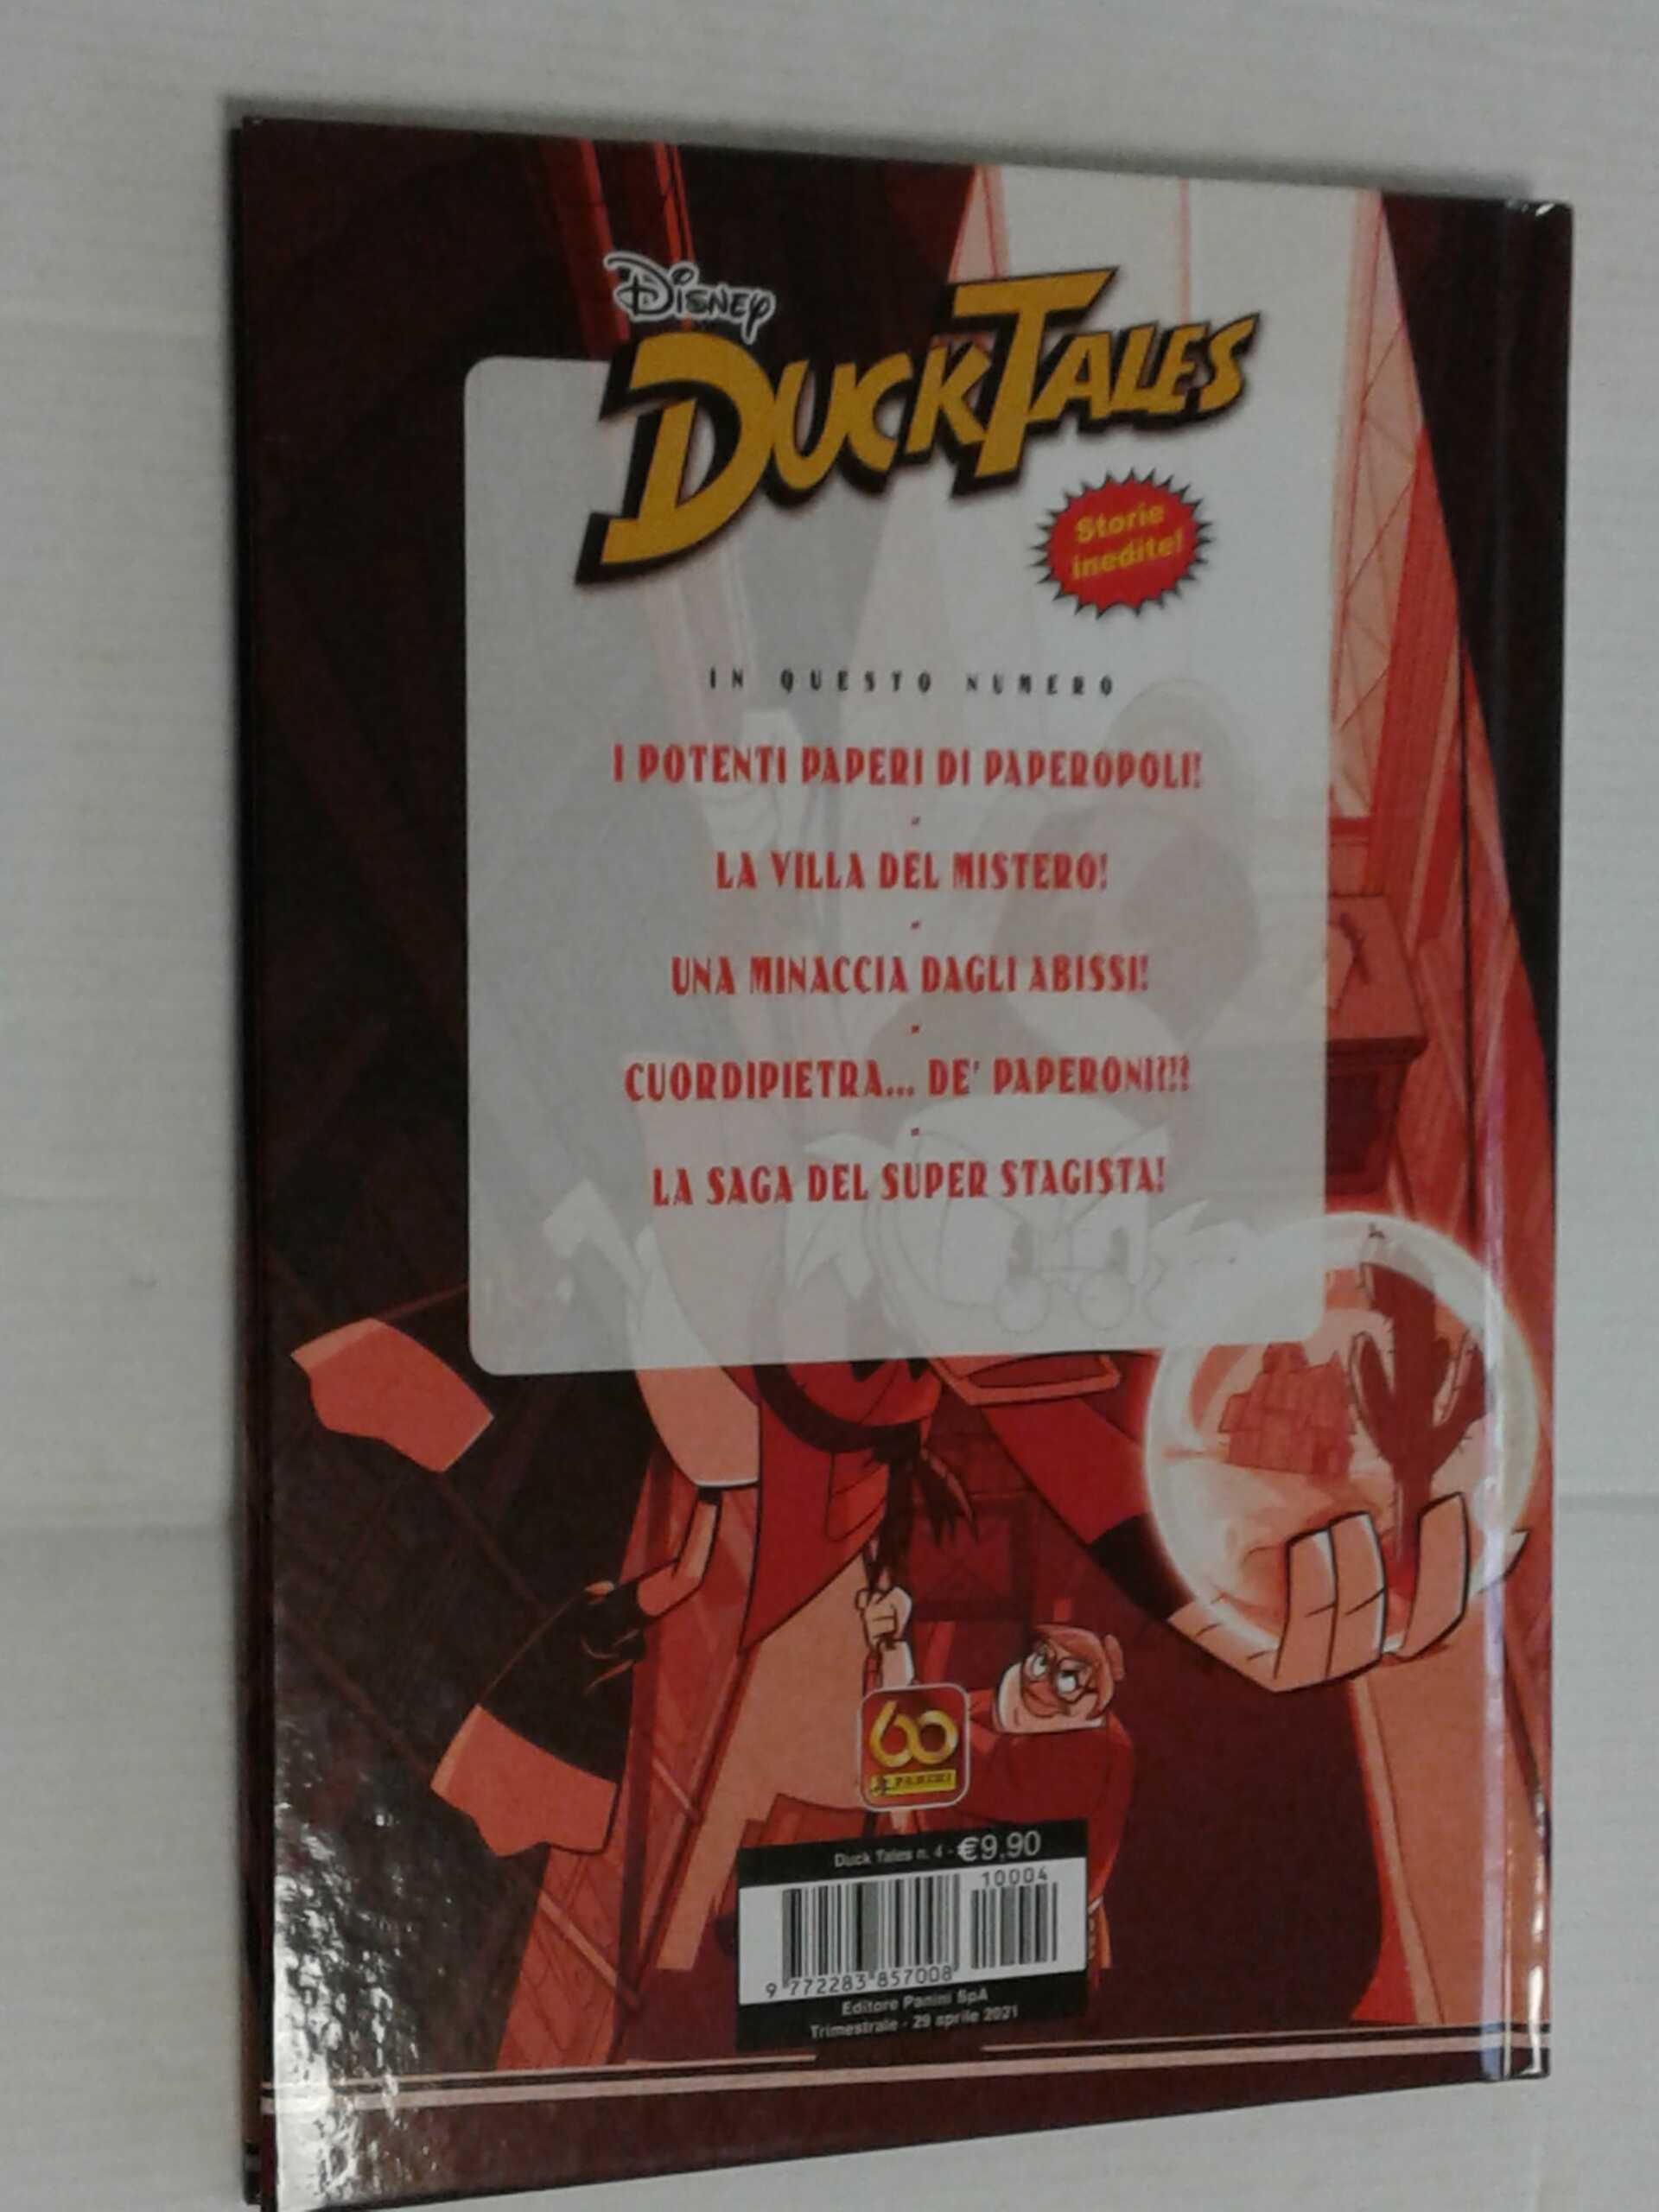 Disney
DUCKTALES
Storie
inedite!
IN QUESTO NUMERO
I POTENTI PAPERI DI PAPEROPOLI!
-
LA VILLA DEL MISTERO!
-
UNA MINACCIA DAGLI ABISSI!
-
CUORDIPIETRA... DE' PAPERONI?!?
-
LA SAGA DEL SUPER STAGISTA!
60
PANINI
Duck Tales n. 4 - €9,90
10004
9 772283 857008
Editore Panini SpA
Trimestrale - 29 aprile 2021